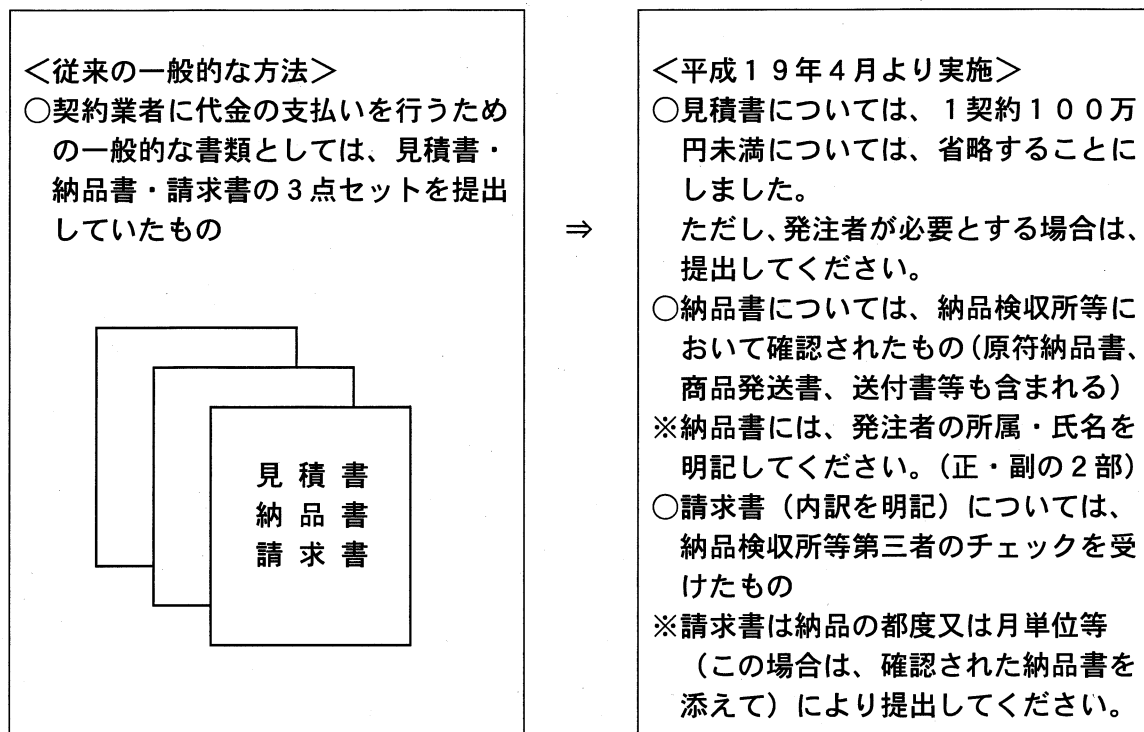 ＜従来の一般的な方法＞
○契約業者に代金の支払いを行うため
の一般的な書類としては、見積書・
納品書・請求書の３点セットを提出
していたもの
見 積 書
納 品 書
請 求 書
⇒
＜平成１９年４月より実施＞
○見積書については、１契約１００万
円未満については、省略することに
しました。
ただし、発注者が必要とする場合は、
提出してください。
○納品書については、納品検収所等に
おいて確認されたもの（原符納品書、
商品発送書、送付書等も含まれる）
※納品書には、発注者の所属・氏名を
明記してください。（正・副の２部）
○請求書（内訳を明記）については、
納品検収所等第三者のチェックを受
けたもの
※請求書は納品の都度又は月単位等
（この場合は、確認された納品書を
添えて）により提出してください。